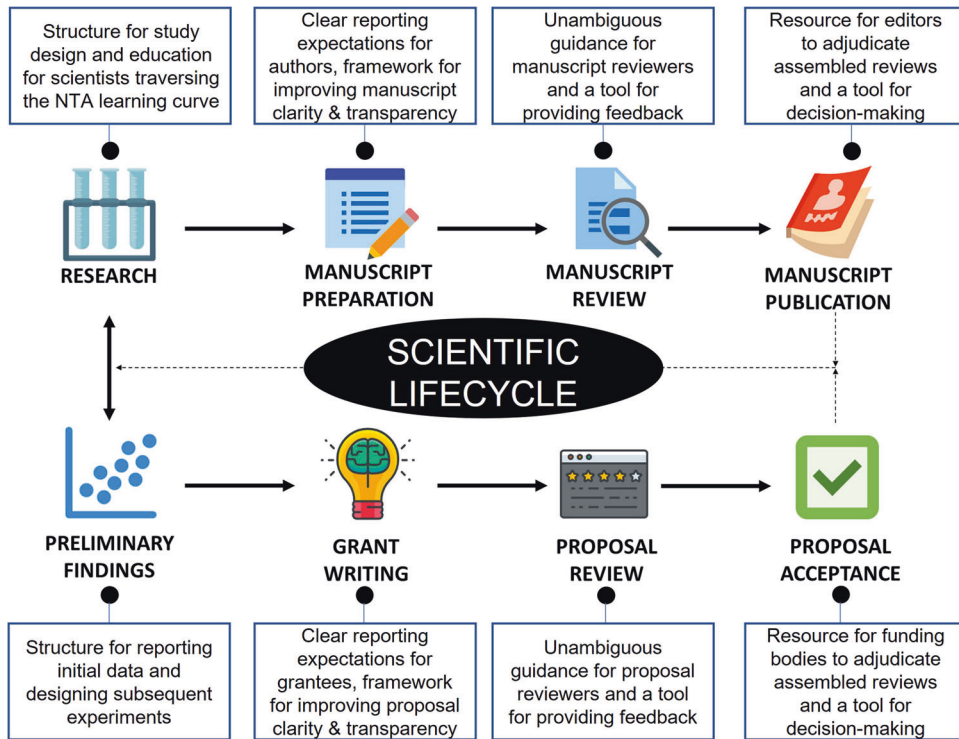 Structure for study
design and education
for scientists traversing
the NTA learning curve
Clear reporting
expectations for
authors, framework for
improving manuscript
clarity & transparency
Unambiguous
guidance for
manuscript reviewers
and a tool for
providing feedback
Resource for editors
to adjudicate
assembled reviews
and a tool for
decision-making
RESEARCH
MANUSCRIPT
PREPARATION
MANUSCRIPT
REVIEW
MANUSCRIPT
PUBLICATION
SCIENTIFIC
LIFECYCLE
PRELIMINARY
FINDINGS
GRANT
WRITING
PROPOSAL
REVIEW
PROPOSAL
ACCEPTANCE
Structure for reporting
initial data and
designing subsequent
experiments
Clear reporting
expectations for
grantees, framework
for improving proposal
clarity & transparency
Unambiguous
guidance for proposal
reviewers and a tool
for providing feedback
Resource for funding
bodies to adjudicate
assembled reviews
and a tool for
decision-making